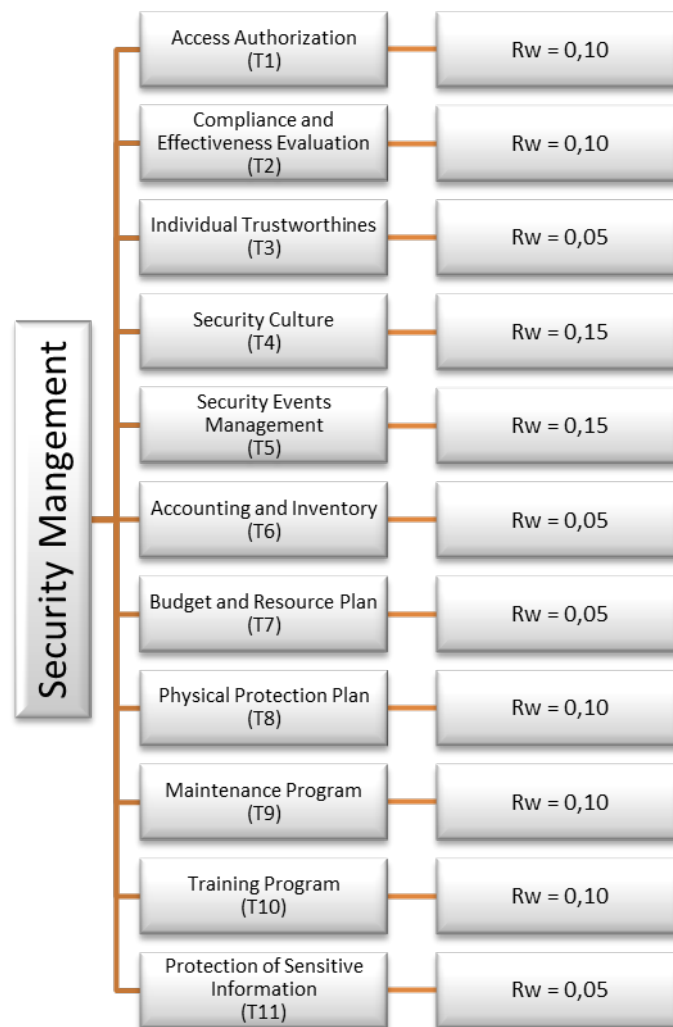 Security Mangement
Access Authorization
(T1)
Rw = 0,10
Compliance and
Effectiveness Evaluation
(T2)
Rw = 0,10
Individual Trustworthines
(T3)
Rw = 0,05
Security Culture
(T4)
Rw = 0,15
Security Events
Management
(T5)
Rw = 0,15
Accounting and Inventory
(T6)
Rw = 0,05
Budget and Resource Plan
(T7)
Rw = 0,05
Physical Protection Plan
(T8)
Rw = 0,10
Maintenance Program
(T9)
Rw = 0,10
Training Program
(T10)
Rw = 0,10
Protection of Sensitive
Information
(T11)
Rw = 0,05